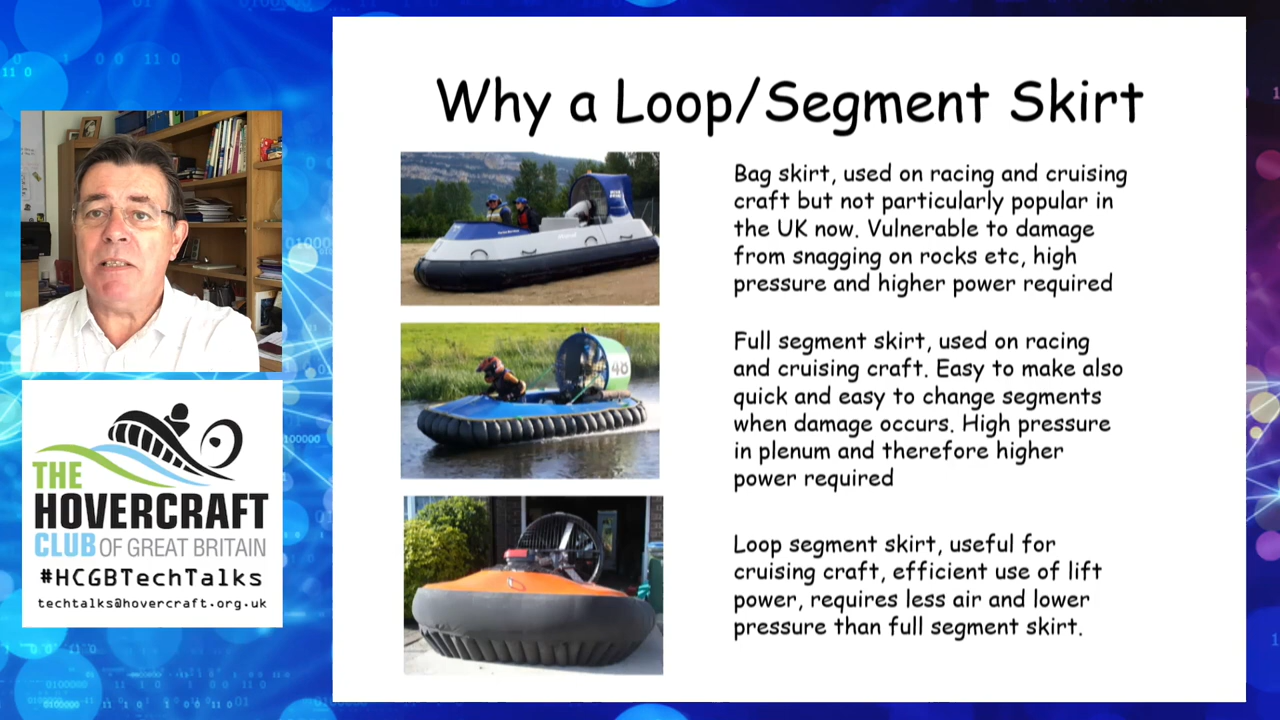 Why a Loop/Segment Skirt
Bag skirt, used on racing and cruising
craft but not particularly popular in
the UK now. Vulnerable to damage
from snagging on rocks etc, high
pressure and higher power required
Full segment skirt, used on racing
and cruising craft. Easy to make also
quick and easy to change segments
when damage occurs. High pressure
in plenum and therefore higher
power required
48
Loop segment skirt, useful for
cruising craft, efficient use of lift
power, requires less air and lower
pressure than full segment skirt.
THE
HOVERCRAFT
CLUB OF GREAT BRITAIN
#HCGBTechTalks
techtalks@hovercraft.org.uk